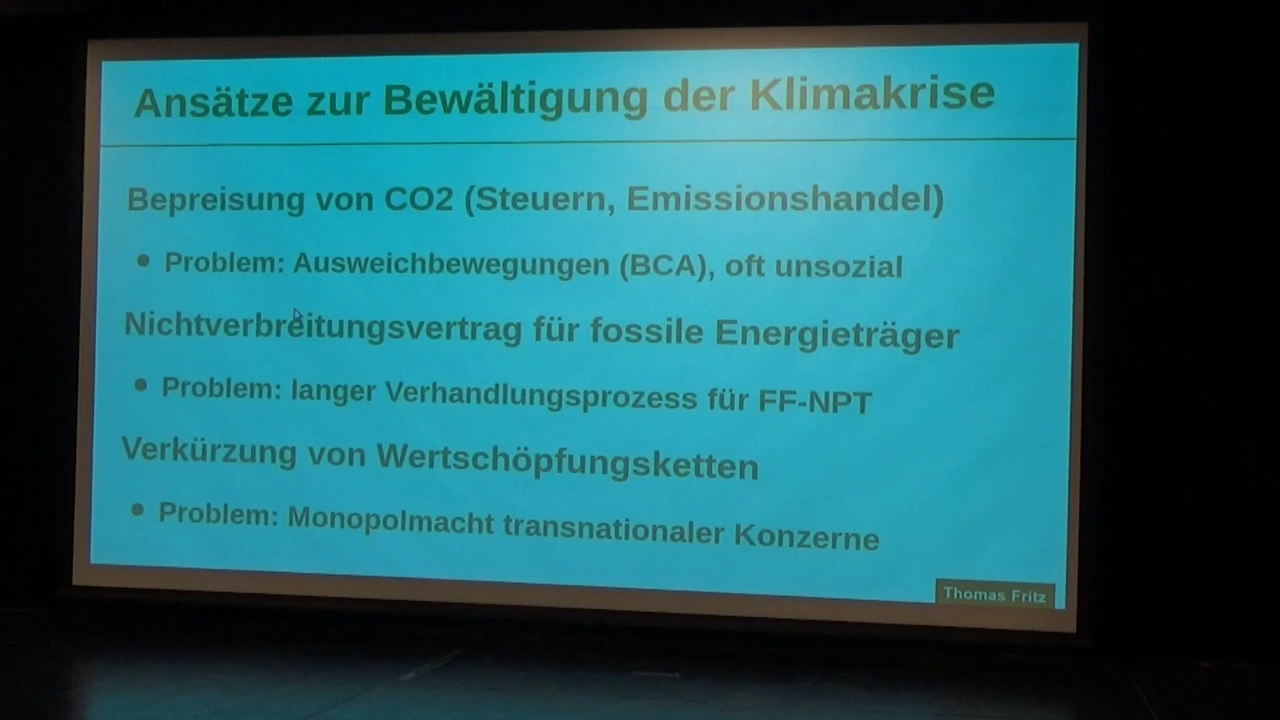 Ansätze zur Bewältigung der Klimakrise
Bepreisung von CO2 (Steuern, Emissionshandel)
• Problem: Ausweichbewegungen (BCA), oft unsozial
Nichtverbreitungsvertrag für fossile Energieträger
• Problem: langer Verhandlungsprozess für FF-NPT
Verkürzung von Wertschöpfungsketten
• Problem: Monopolmacht transnationaler Konzerne
Thomas Fritz